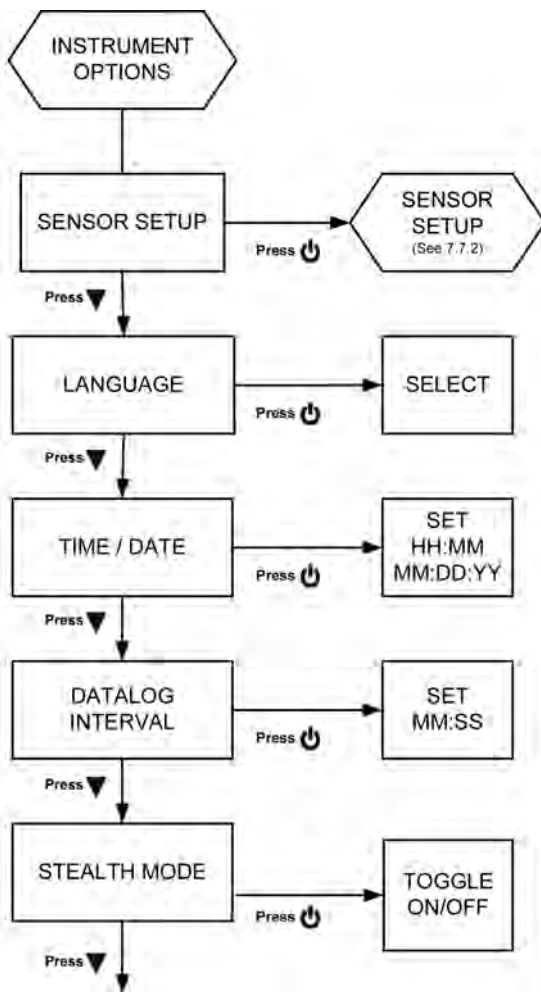 INSTRUMENT
OPTIONS
SENSOR SETUP
Press
SENSOR
SETUP
(See 7.7.2)
Press
LANGUAGE
Press
SELECT
Press
TIME / DATE
Press
SET
HH:MM
MM:DD:YY
Press
DATALOG
INTERVAL
Press
SET
MM:SS
Press
STEALTH MODE
Press
TOGGLE
ON/OFF
Press